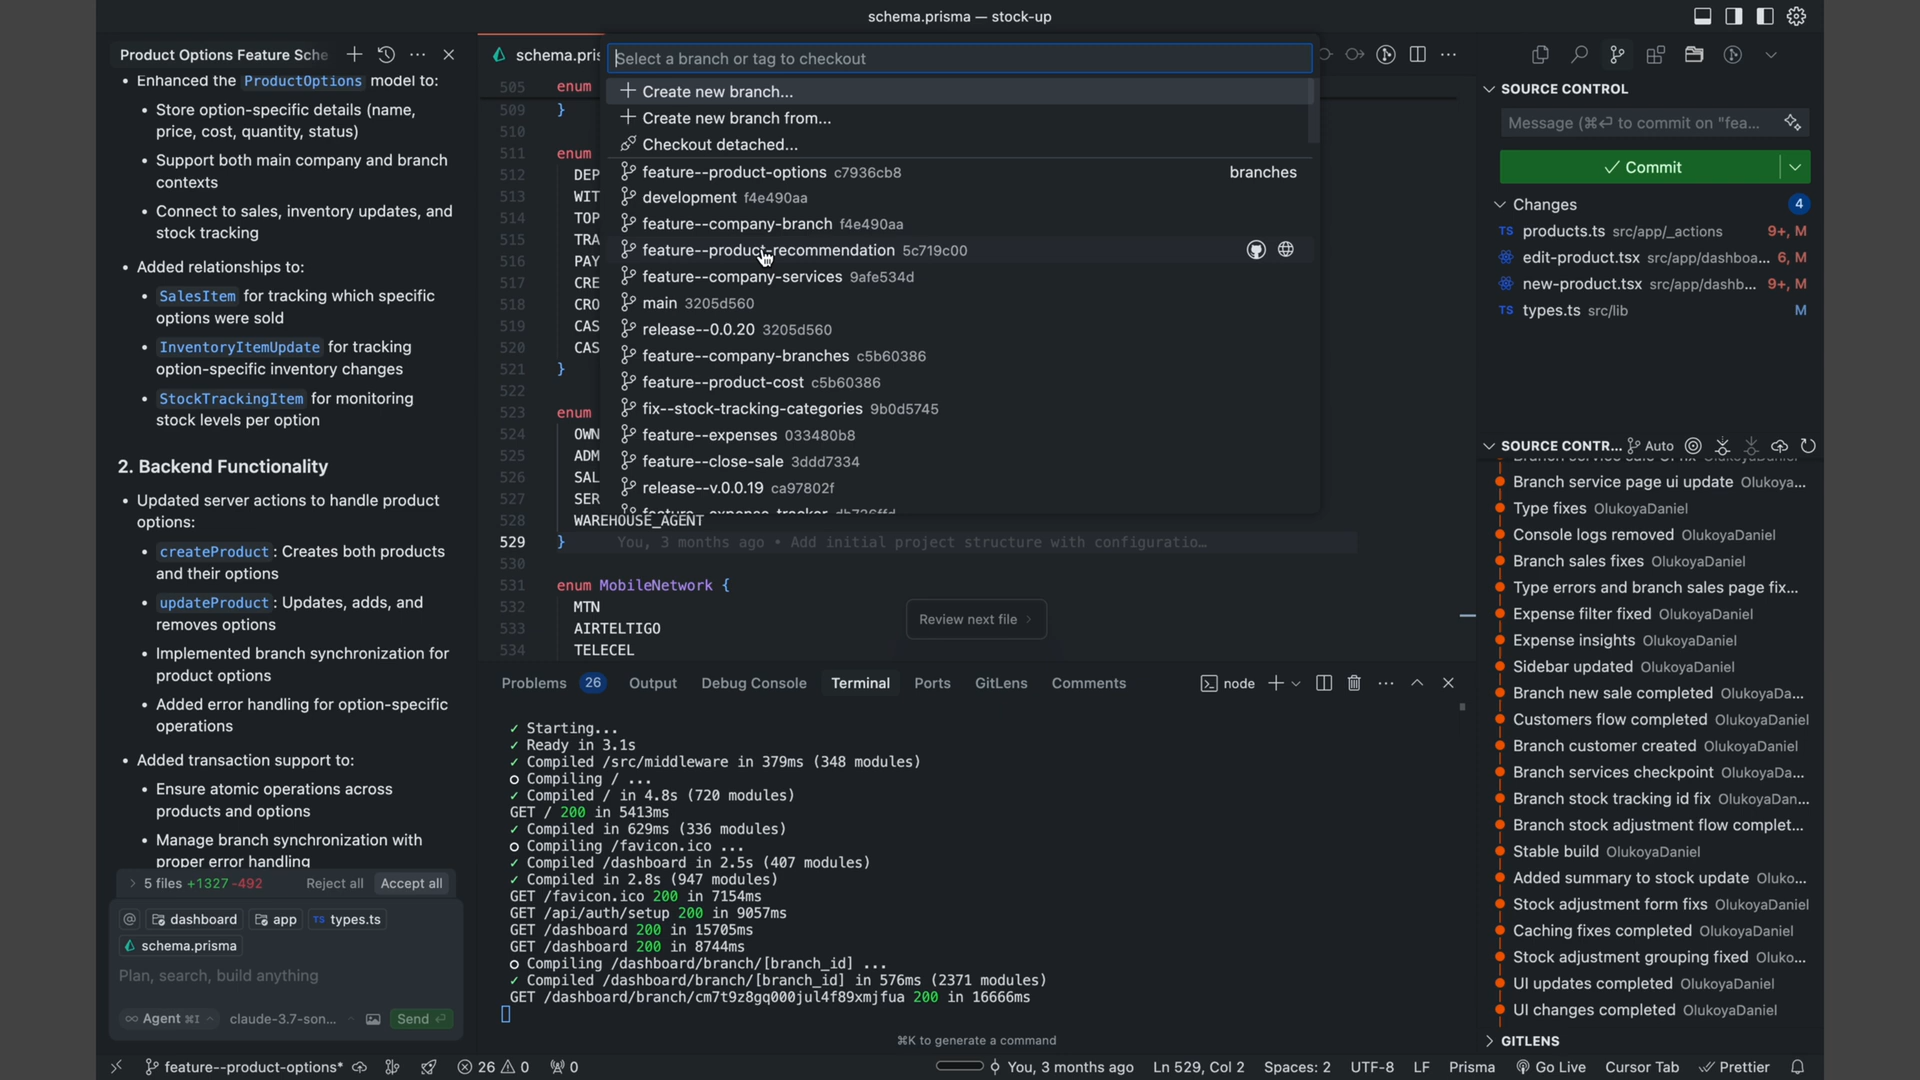 schema.prisma — stock-up
Product Options Feature Sche
• Enhanced the ProductOptions model to:
• Store option-specific details (name,
price, cost, quantity, status)
• Support both main company and branch
contexts
• Connect to sales, inventory updates, and
stock tracking
• Added relationships to:
• SalesItem for tracking which specific
options were sold
• InventoryItemUpdate for tracking
option-specific inventory changes
• StockTrackingItem for monitoring
stock levels per option
2. Backend Functionality
• Updated server actions to handle product
options:
• createProduct: Creates both products
and their options
• updateProduct: Updates, adds, and
removes options
• Implemented branch synchronization for
product options
• Added error handling for option-specific
operations
• Added transaction support to:
• Ensure atomic operations across
products and options
• Manage branch synchronization with
proper error handling
5 files +1327 -492 Reject all Accept all
@ dashboard app TS types.ts
schema.prisma
Plan, search, build anything
∞ Agent ⌘I claude-3.7-son... Send ⏎
schema.pris
Select a branch or tag to checkout
+ Create new branch...
+ Create new branch from...
Checkout detached...
feature--product-options c7936cb8 branches
development f4e490aa
feature--company-branch f4e490aa
feature--product-recommendation 5c719c00
feature--company-services 9afe534d
main 3205d560
release--0.0.20 3205d560
feature--company-branches c5b60386
feature--product-cost c5b60386
fix--stock-tracking-categories 9b0d5745
feature--expenses 033480b8
feature--close-sale 3ddd7334
release--v.0.0.19 ca97802f
505 enum
509 }
510
511 enum
512 DEP
513 WIT
514 TOP
515 TRA
516 PAY
517 CRE
518 CRO
519 CAS
520 CAS
521 }
522
523 enum
524 OWN
525 ADM
526 SAL
527 SER
528 WAREHOUSE_AGENT
529 } You, 3 months ago • Add initial project structure with configuratio…
530
531 enum MobileNetwork {
532 MTN
533 AIRTELTIGO
534 TELECEL
Review next file >
Problems 26 Output Debug Console Terminal Ports GitLens Comments node
✓ Starting...
✓ Ready in 3.1s
✓ Compiled /src/middleware in 379ms (348 modules)
○ Compiling / ...
✓ Compiled / in 4.8s (720 modules)
GET / 200 in 5413ms
✓ Compiled in 629ms (336 modules)
○ Compiling /favicon.ico ...
✓ Compiled /dashboard in 2.5s (407 modules)
✓ Compiled in 2.8s (947 modules)
GET /favicon.ico 200 in 7154ms
GET /api/auth/setup 200 in 9057ms
GET /dashboard 200 in 15705ms
GET /dashboard 200 in 8744ms
○ Compiling /dashboard/branch/[branch_id] ...
✓ Compiled /dashboard/branch/[branch_id] in 576ms (2371 modules)
GET /dashboard/branch/cm7t9z8gq000jul4f89xmjfua 200 in 16666ms
⌘K to generate a command
SOURCE CONTROL
Message (⌘⏎ to commit on "fea...
✓ Commit
Changes 4
TS products.ts src/app/_actions 9+, M
edit-product.tsx src/app/dashboa... 6, M
new-product.tsx src/app/dashb... 9+, M
TS types.ts src/lib M
SOURCE CONTR... Auto
Branch service page ui update Olukoya...
Type fixes OlukoyaDaniel
Console logs removed OlukoyaDaniel
Branch sales fixes OlukoyaDaniel
Type errors and branch sales page fix...
Expense filter fixed OlukoyaDaniel
Expense insights OlukoyaDaniel
Sidebar updated OlukoyaDaniel
Branch new sale completed OlukoyaDa...
Customers flow completed OlukoyaDaniel
Branch customer created OlukoyaDaniel
Branch services checkpoint OlukoyaDa...
Branch stock tracking id fix OlukoyaDan...
Branch stock adjustment flow complet...
Stable build OlukoyaDaniel
Added summary to stock update Oluko...
Stock adjustment form fixs OlukoyaDaniel
Caching fixes completed OlukoyaDaniel
Stock adjustment grouping fixed Oluko...
UI updates completed OlukoyaDaniel
UI changes completed OlukoyaDaniel
GITLENS
feature--product-options* 26 0 0 You, 3 months ago Ln 529, Col 2 Spaces: 2 UTF-8 LF Prisma Go Live Cursor Tab Prettier